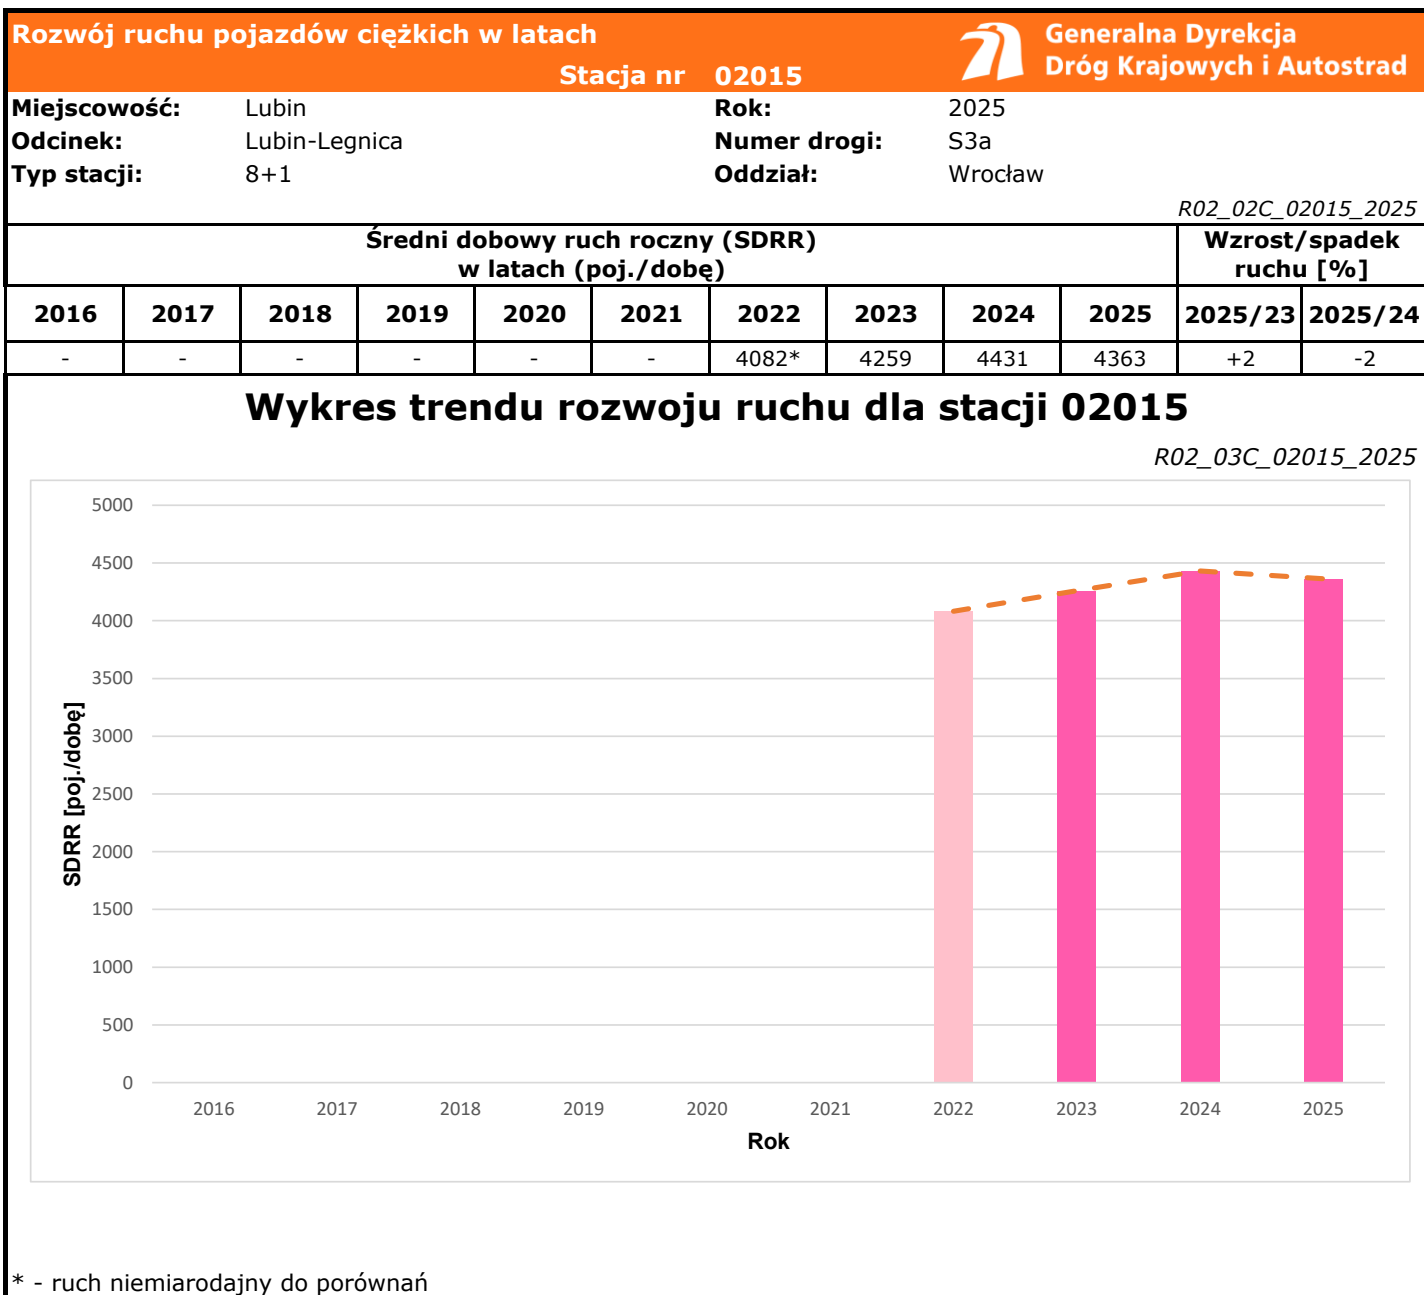 Rozwój ruchu pojazdów ciężkich w latach
Stacja nr 02015
Generalna Dyrekcja
Dróg Krajowych i Autostrad
Miejscowość: Lubin Rok: 2025
Odcinek: Lubin-Legnica Numer drogi: S3a
Typ stacji: 8+1 Oddział: Wrocław
R02_02C_02015_2025
Średni dobowy ruch roczny (SDRR)
w latach (poj./dobę)
Wzrost/spadek
ruchu [%]
2016 2017 2018 2019 2020 2021 2022 2023 2024 2025 2025/23 2025/24
- - - - - - 4082* 4259 4431 4363 +2 -2
Wykres trendu rozwoju ruchu dla stacji 02015
R02_03C_02015_2025
5000
4500
4000
3500
3000
2500
2000
1500
1000
500
0
SDRR [poj./dobę]
2016 2017 2018 2019 2020 2021 2022 2023 2024 2025
Rok
* - ruch niemiarodajny do porównań